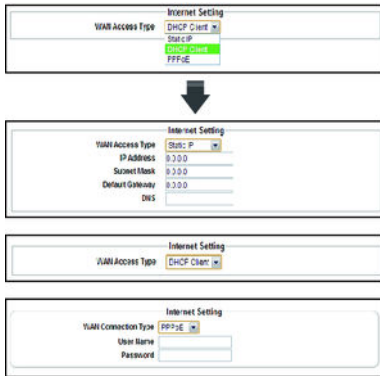 Internet Setting
WAN Access Type DHCP Client
Static IP
DHCP Client
PPPoE
Internet Setting
WAN Access Type Static IP
IP Address 0.0.0.0
Subnet Mask 0.0.0.0
Default Gateway 0.0.0.0
DNS
Internet Setting
WAN Access Type DHCP Client
Internet Setting
WAN Connection Type PPPoE
User Name
Password